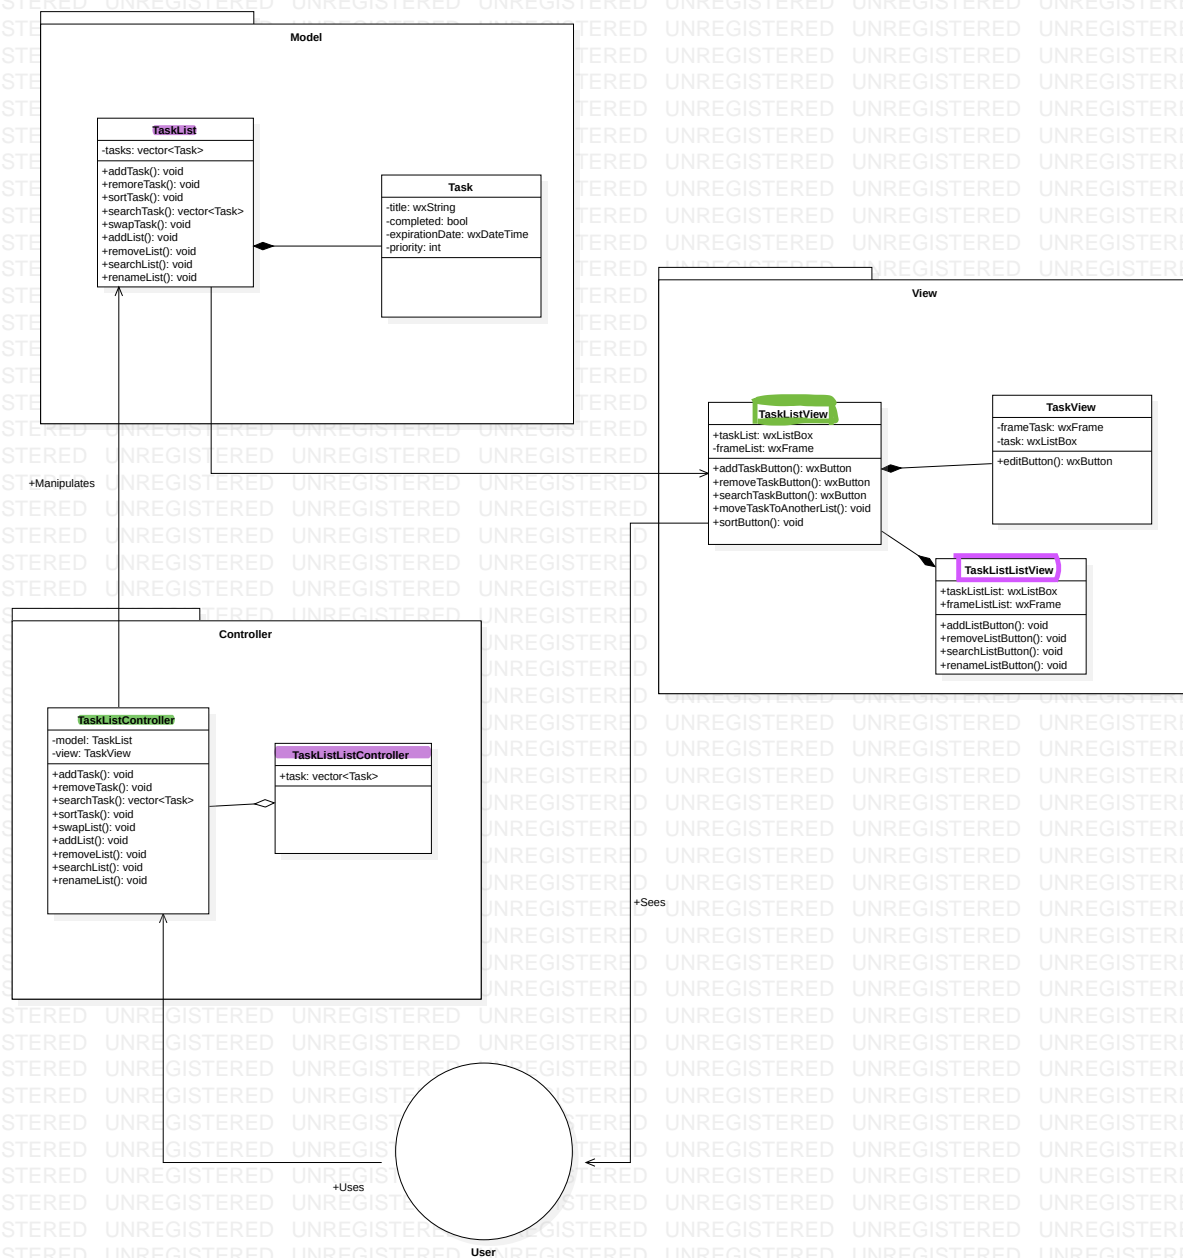 Model
TaskList
-tasks: vector<Task>
+addTask(): void
+remoreTask(): void
+sortTask(): void
+searchTask(): vector<Task>
+swapTask(): void
+addList(): void
+removeList(): void
+searchList(): void
+renameList(): void
Task
-title: wxString
-completed: bool
-expirationDate: wxDateTime
-priority: int
View
TaskListView
+taskList: wxListBox
-frameList: wxFrame
+addTaskButton(): wxButton
+removeTaskButton(): wxButton
+searchTaskButton(): wxButton
+moveTaskToAnotherList(): void
+sortButton(): void
TaskView
-frameTask: wxFrame
-task: wxListBox
+editButton(): wxButton
TaskListListView
+taskListList: wxListBox
+frameListList: wxFrame
+addListButton(): void
+removeListButton(): void
+searchListButton(): void
+renameListButton(): void
+Manipulates
Controller
TaskListController
-model: TaskList
-view: TaskView
+addTask(): void
+removeTask(): void
+searchTask(): vector<Task>
+sortTask(): void
+swapList(): void
+addList(): void
+removeList(): void
+searchList(): void
+renameList(): void
TaskListListController
+task: vector<Task>
+Sees
+Uses
User
UNREGISTERED